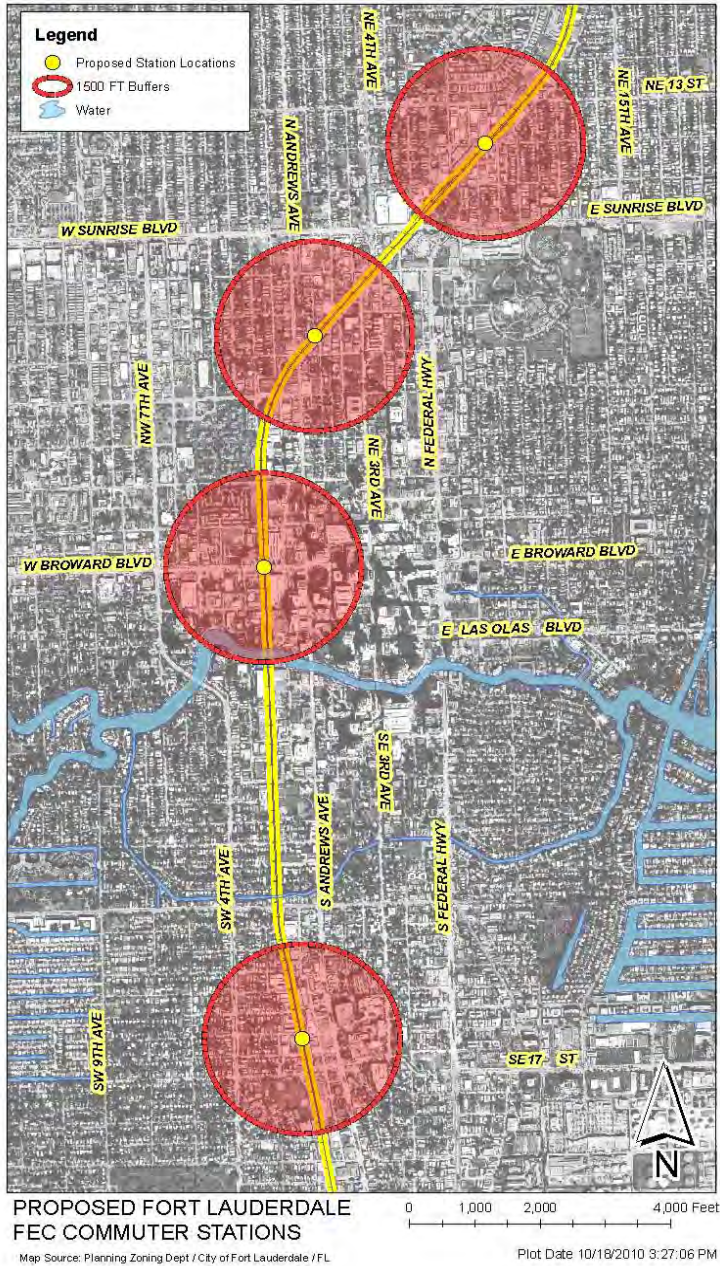 Legend
Proposed Station Locations
1500 FT Buffers
Water
NE 4TH AVE
NE 15TH AVE
NE 13 ST
N ANDREWS AVE
E SUNRISE BLVD
W SUNRISE BLVD
NW 7TH AVE
N FEDERAL HWY
NE 3RD AVE
W BROWARD BLVD
E BROWARD BLVD
E LAS OLAS BLVD
SE 3RD AVE
S ANDREWS AVE
SW 4TH AVE
S FEDERAL HWY
SW 9TH AVE
SE 17 ST
N
PROPOSED FORT LAUDERDALE
FEC COMMUTER STATIONS
0 1,000 2,000 4,000 Feet
Map Source: Planning Zoning Dept / City of Fort Lauderdale / FL
Plot Date 10/18/2010 3:27:06 PM